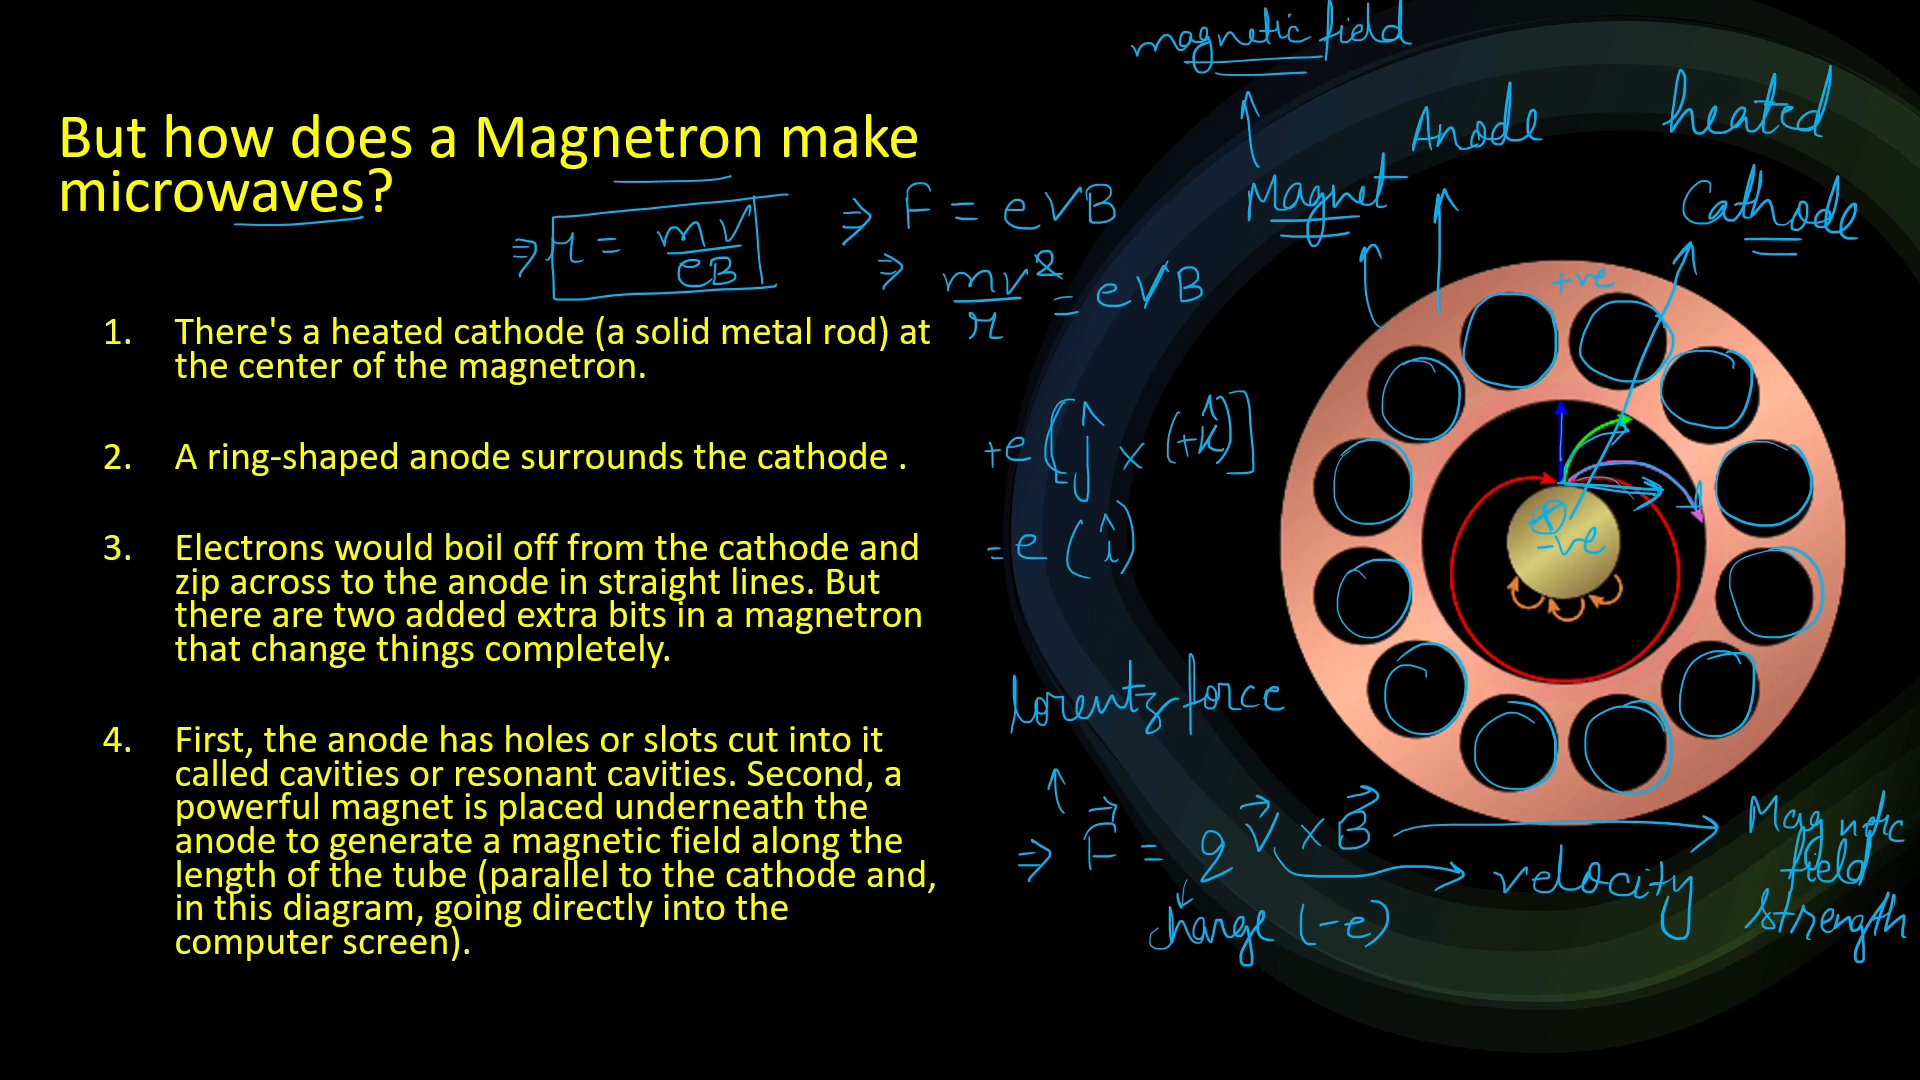 But how does a Magnetron make
microwaves?
1. There's a heated cathode (a solid metal rod) at
the center of the magnetron.
2. A ring-shaped anode surrounds the cathode .
3. Electrons would boil off from the cathode and
zip across to the anode in straight lines. But
there are two added extra bits in a magnetron
that change things completely.
4. First, the anode has holes or slots cut into it
called cavities or resonant cavities. Second, a
powerful magnet is placed underneath the
anode to generate a magnetic field along the
length of the tube (parallel to the cathode and,
in this diagram, going directly into the
computer screen).
magnetic field
Magnet
Anode
heated
Cathode
⇒ F = eVB
⇒ mv²/r = eVB
⇒ r = mV/eB
+e [ĵ × (+k̂)]
= e (î)
+ve
-ve
lorentz force
⇒ F⃗ = q V⃗ × B⃗
charge (-e)
velocity
Magnetic
field
strength